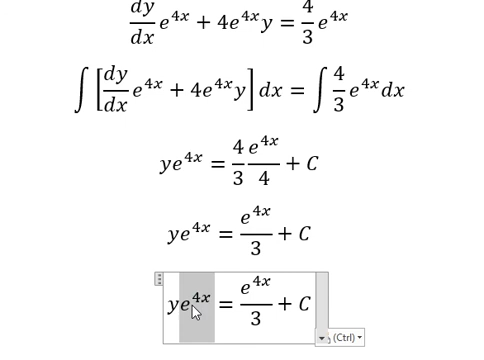 dy/dx e^{4x} + 4e^{4x}y = 4/3 e^{4x}
∫ [dy/dx e^{4x} + 4e^{4x}y] dx = ∫ 4/3 e^{4x} dx
ye^{4x} = 4/3 e^{4x}/4 + C
ye^{4x} = e^{4x}/3 + C
ye^{4x} = e^{4x}/3 + C
(Ctrl)